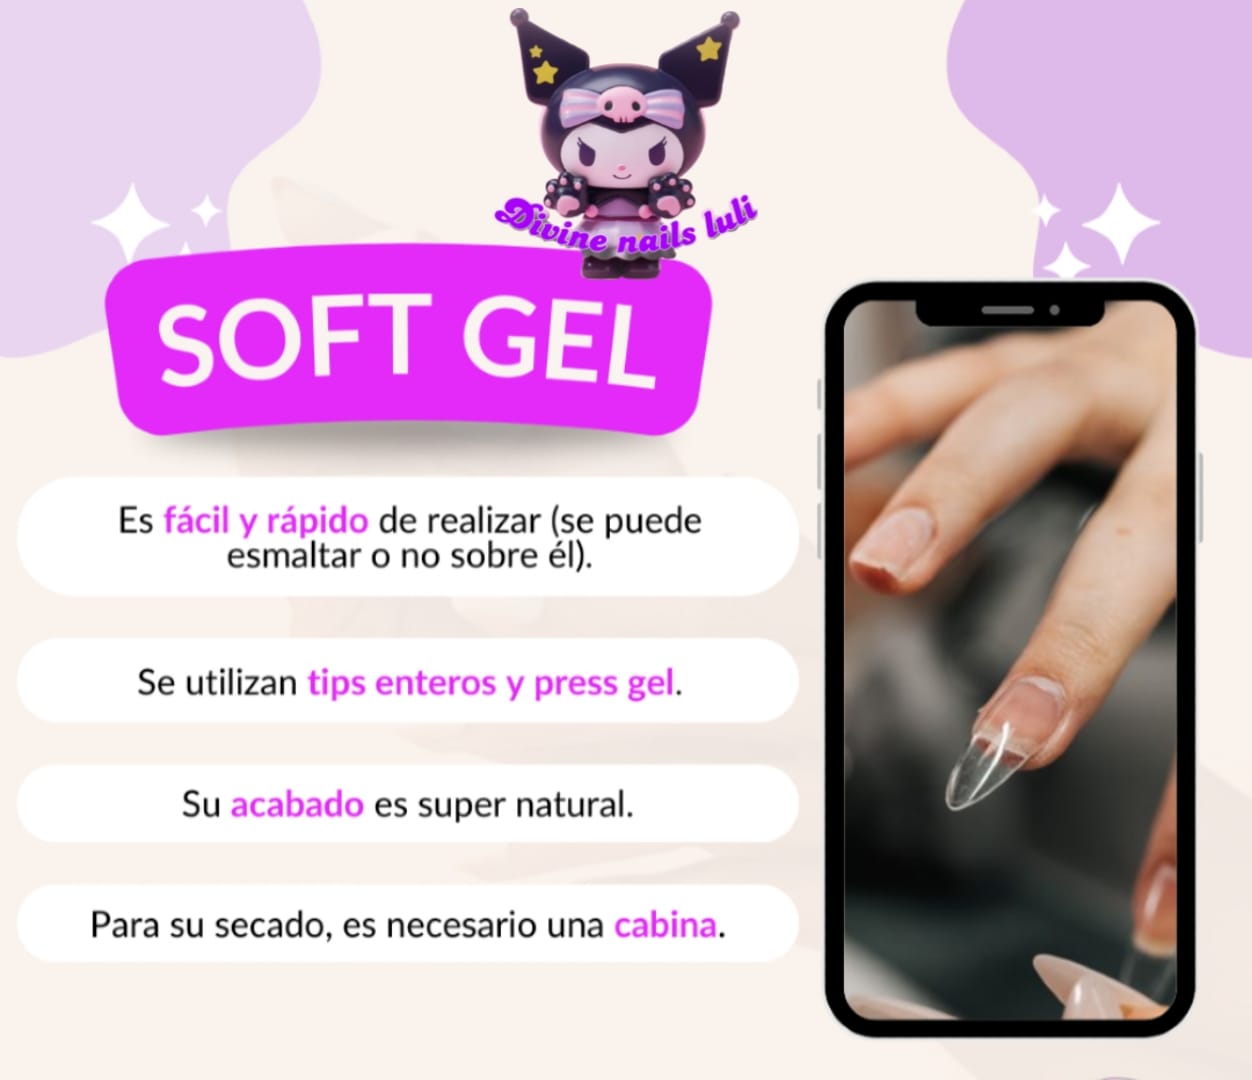 Divine nails luli
SOFT GEL
Es fácil y rápido de realizar (se puede
esmaltar o no sobre él).
Se utilizan tips enteros y press gel.
Su acabado es super natural.
Para su secado, es necesario una cabina.